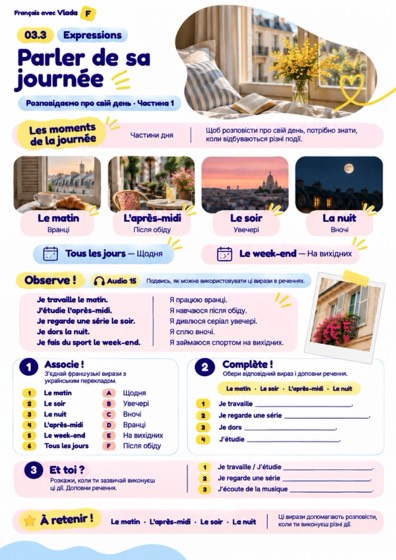 Français avec Vlada F
03.3 Expressions
Parler de sa
journée
Розповідаємо про свій день · Частина 1
Les moments
de la journée
Частини дня
Щоб розповісти про свій день, потрібно знати,
коли відбуваються різні події.
Le matin
Вранці
L'après-midi
Після обіду
Le soir
Увечері
La nuit
Вночі
Tous les jours — Щодня
Le week-end — На вихідних
Observe !
Audio 15
Подивись, як можна використовувати ці вирази в реченнях.
Je travaille le matin.
Я працюю вранці.
J'étudie l'après-midi.
Я навчаюся після обіду.
Je regarde une série le soir.
Я дивлюся серіал увечері.
Je dors la nuit.
Я сплю вночі.
Je fais du sport le week-end.
Я займаюся спортом на вихідних.
1 Associe !
З'єднай французькі вирази з
українським перекладом.
1 Le matin A Щодня
2 Le soir B Увечері
3 La nuit C Вночі
4 L'après-midi D Вранці
5 Le week-end E На вихідних
6 Tous les jours F Після обіду
2 Complète !
Обери відповідний вираз і доповни речення.
Le matin · Le soir · L'après-midi · La nuit
1 Je travaille ____________________.
2 Je regarde une série ____________________.
3 Je dors ____________________.
4 J'étudie ____________________.
3 Et toi ?
Розкажи, коли ти зазвичай виконуєш
ці дії. Доповни речення.
1 Je travaille / J'étudie ____________________.
2 Je regarde une série ____________________.
3 J'écoute de la musique ____________________.
À retenir !
Le matin · L'après-midi · Le soir · La nuit
Ці вирази допомагають розповісти,
коли ти виконуєш різні дії.